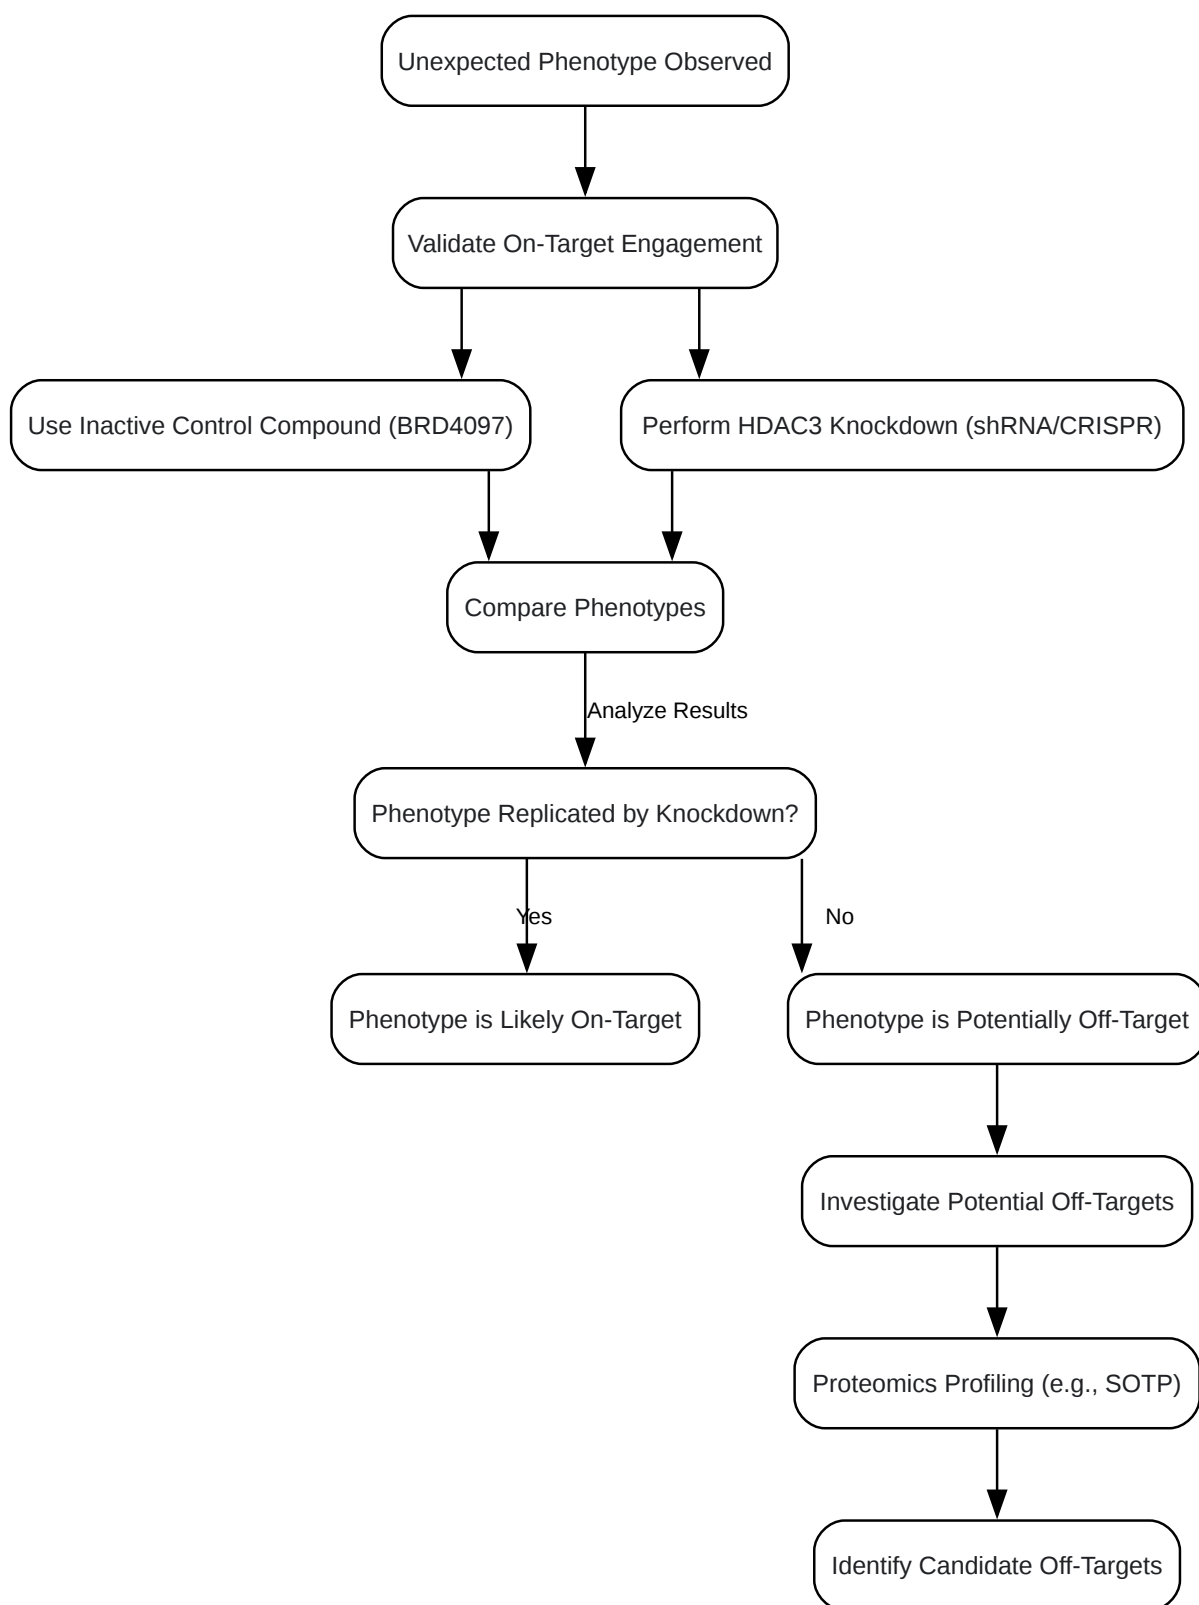 Unexpected Phenotype Observed
Validate On-Target Engagement
Use Inactive Control Compound (BRD4097)
Perform HDAC3 Knockdown (shRNA/CRISPR)
Compare Phenotypes
Analyze Results
Phenotype Replicated by Knockdown?
Yes
No
Phenotype is Likely On-Target
Phenotype is Potentially Off-Target
Investigate Potential Off-Targets
Proteomics Profiling (e.g., SOTP)
Identify Candidate Off-Targets